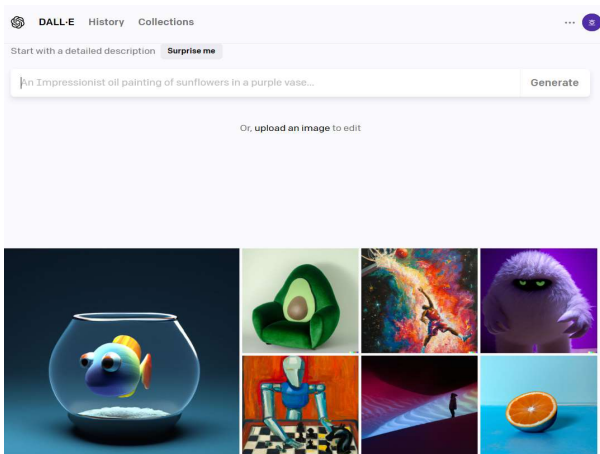 DALL·E History Collections ...
Start with a detailed description Surprise me
An Impressionist oil painting of sunflowers in a purple vase... Generate
Or, upload an image to edit